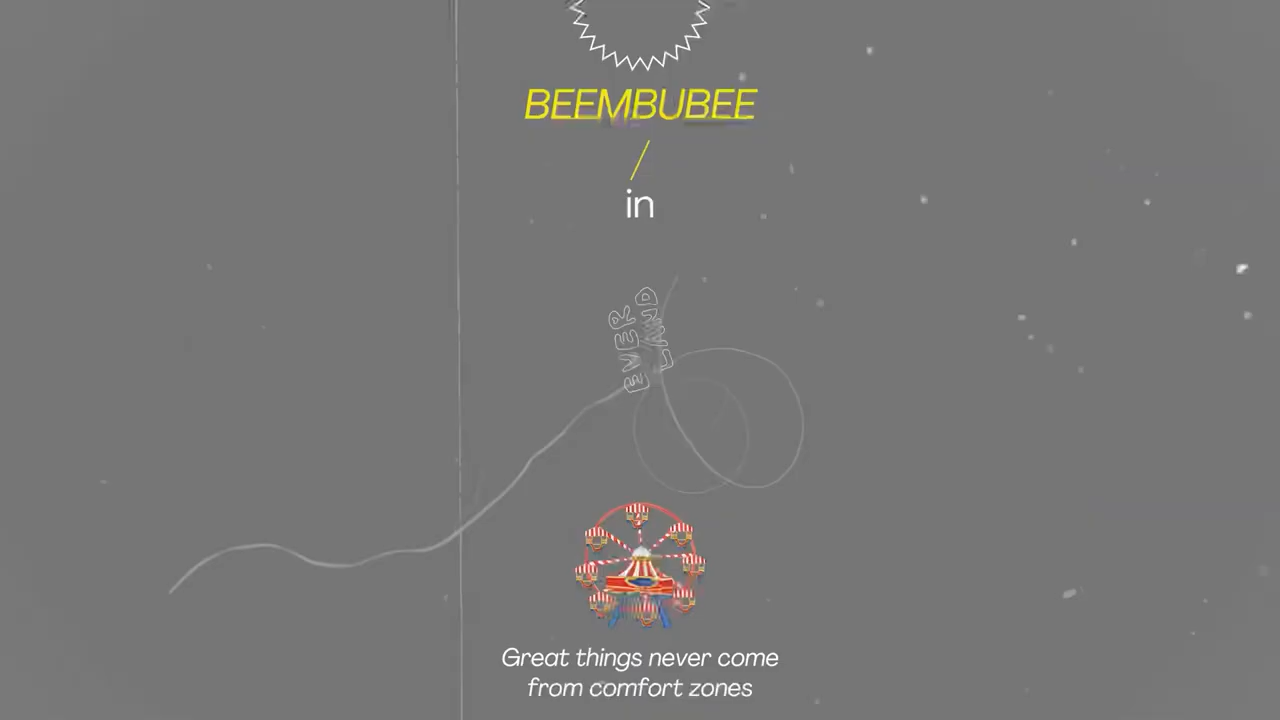 BEEMBUBEE
in
EVER
LAND
Great things never come
from comfort zones